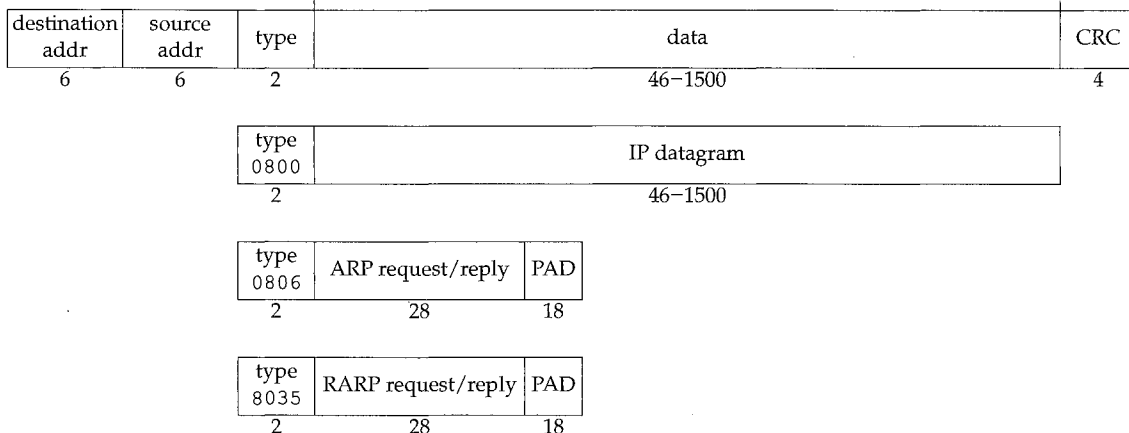 destination addr source addr type data CRC
6 6 2 46−1500 4
type 0800 IP datagram
2 46−1500
type 0806 ARP request/reply PAD
2 28 18
type 8035 RARP request/reply PAD
2 28 18